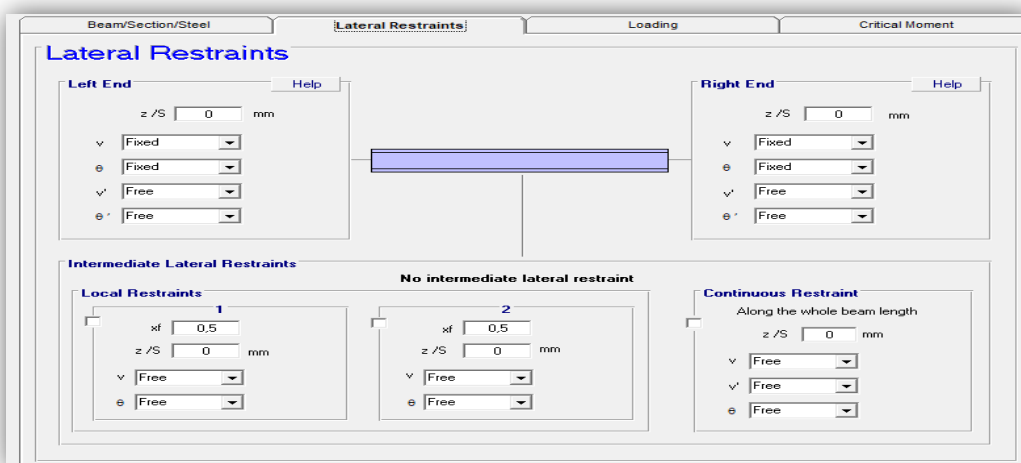 Beam/Section/Steel Lateral Restraints Loading Critical Moment
Lateral Restraints
Left End Help
z /S 0 mm
v Fixed
θ Fixed
v' Free
θ ' Free
Right End Help
z /S 0 mm
v Fixed
θ Fixed
v' Free
θ ' Free
Intermediate Lateral Restraints
No intermediate lateral restraint
Local Restraints
1
xf 0,5
z /S 0 mm
v Free
θ Free
2
xf 0,5
z /S 0 mm
v Free
θ Free
Continuous Restraint
Along the whole beam length
z /S 0 mm
v Free
v' Free
θ Free